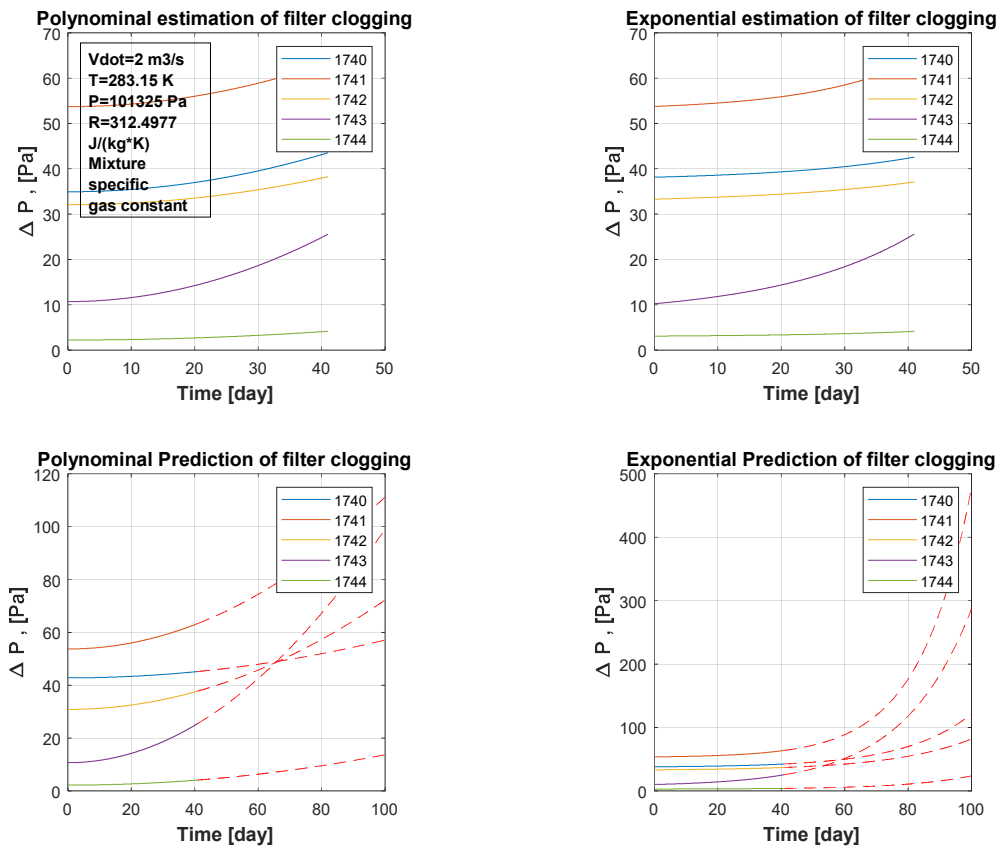 Polynominal estimation of filter clogging
70
60
50
40
30
20
10
0
Δ P , [Pa]
Vdot=2 m3/s
T=283.15 K
P=101325 Pa
R=312.4977
J/(kg*K)
Mixture
specific
gas constant
1740
1741
1742
1743
1744
0 10 20 30 40 50
Time [day]
Exponential estimation of filter clogging
70
60
50
40
30
20
10
0
Δ P , [Pa]
1740
1741
1742
1743
1744
0 10 20 30 40 50
Time [day]
Polynominal Prediction of filter clogging
120
100
80
60
40
20
0
Δ P , [Pa]
1740
1741
1742
1743
1744
0 20 40 60 80 100
Time [day]
Exponential Prediction of filter clogging
500
400
300
200
100
0
Δ P , [Pa]
1740
1741
1742
1743
1744
0 20 40 60 80 100
Time [day]